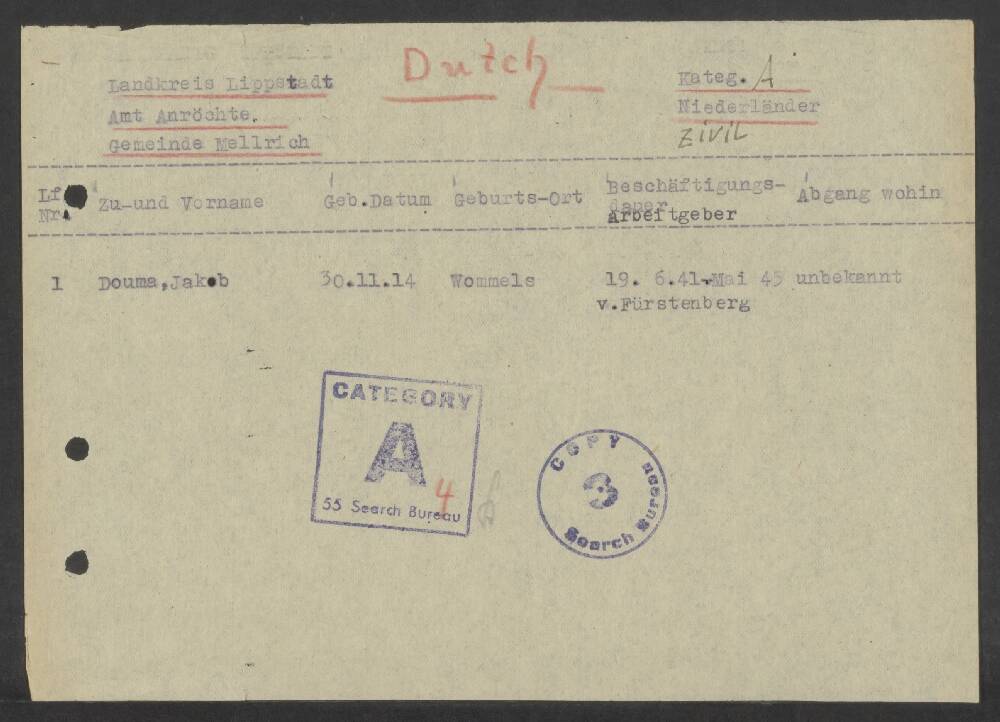 Landkreis Lippstadt
Amt Anröchte.
Gemeinde Mellrich
Dutch
Kateg. A
Niederländer
Zivil
Lf Nr. Zu-und Vorname Geb.Datum Geburts-Ort Beschäftigungs- Abgang wohin
dauer
Arbeitgeber
1 Douma,Jakob 30.11.14 Wommels 19. 6.41-Mai 45 unbekannt
v.Fürstenberg
CATEGORY
A
4
55 Search Bureau
COPY
3
Search Bureau